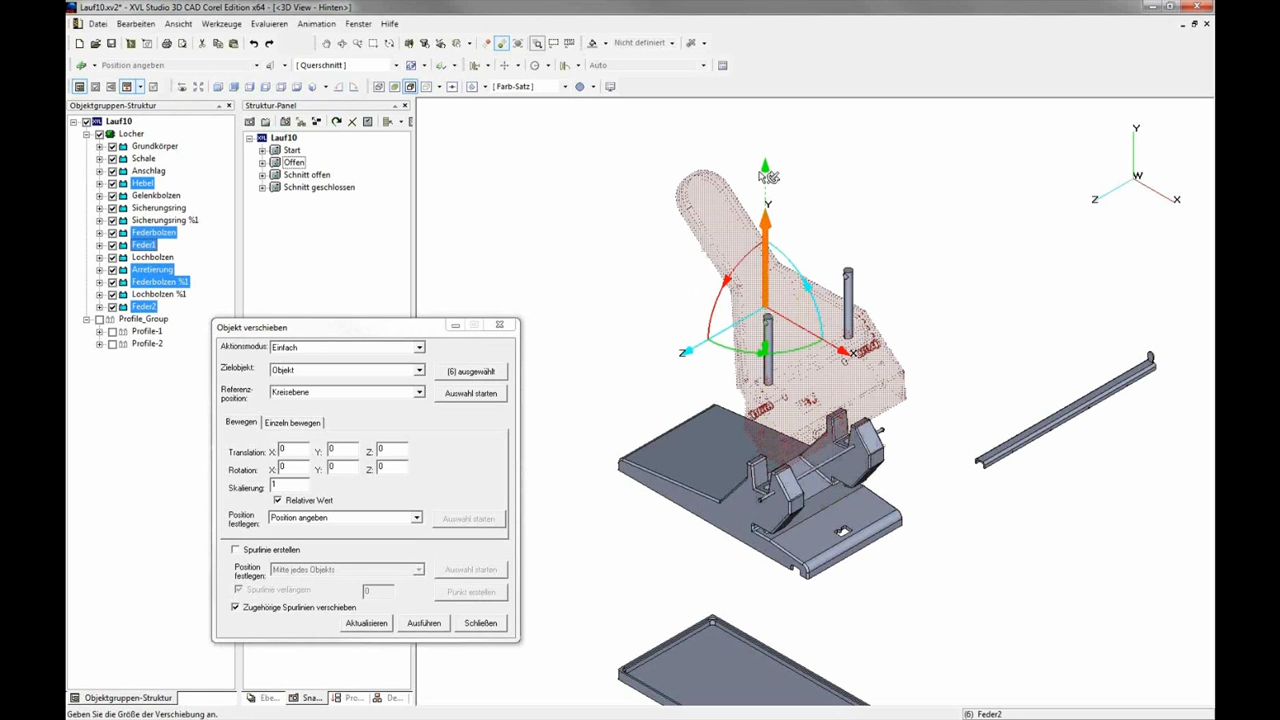 Lauf10.xv2* - XVL Studio 3D CAD Corel Edition x64 - [<3D View - Hinten>]
Datei Bearbeiten Ansicht Werkzeuge Evaluieren Animation Fenster Hilfe
Nicht definiert
Position angeben [Querschnitt] Auto
[Farb-Satz]
Objektgruppen-Struktur
Lauf10
Locher
Grundkörper
Schale
Anschlag
Hebel
Gelenkbolzen
Sicherungsring
Sicherungsring %1
Federbolzen
Feder1
Lochbolzen
Arretierung
Federbolzen %1
Lochbolzen %1
Feder2
Profile_Group
Profile-1
Profile-2
Struktur-Panel
Lauf10
Start
Offen
Schnitt offen
Schnitt geschlossen
Y
W
Z
X
Y
Z
X
Objekt verschieben
Aktionsmodus: Einfach
Zielobjekt: Objekt (6) ausgewählt
Referenz-
position: Kreisebene Auswahl starten
Bewegen Einzeln bewegen
Translation: X: 0 Y: 0 Z: 0
Rotation: X: 0 Y: 0 Z: 0
Skalierung: 1
Relativer Wert
Position
festlegen: Position angeben Auswahl starten
Spurlinie erstellen
Position
festlegen: Mitte jedes Objekts Auswahl starten
Spurlinie verlängern 0 Punkt erstellen
Zugehörige Spurlinien verschieben
Aktualisieren Ausführen Schließen
Objektgruppen-Struktur Ebe... Sna... Pro... De...
Geben Sie die Größe der Verschiebung an. (6) Feder2